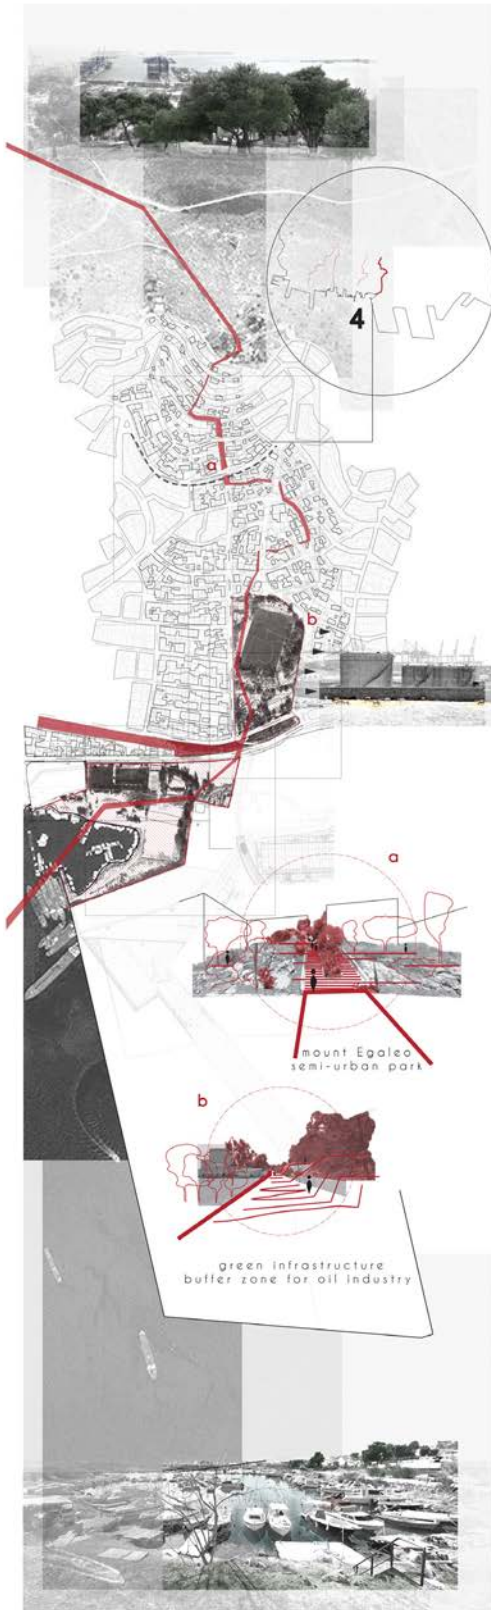 4
a
b
a
mount Egaleo
semi-urban park
b
green infrastructure
buffer zone for oil industry